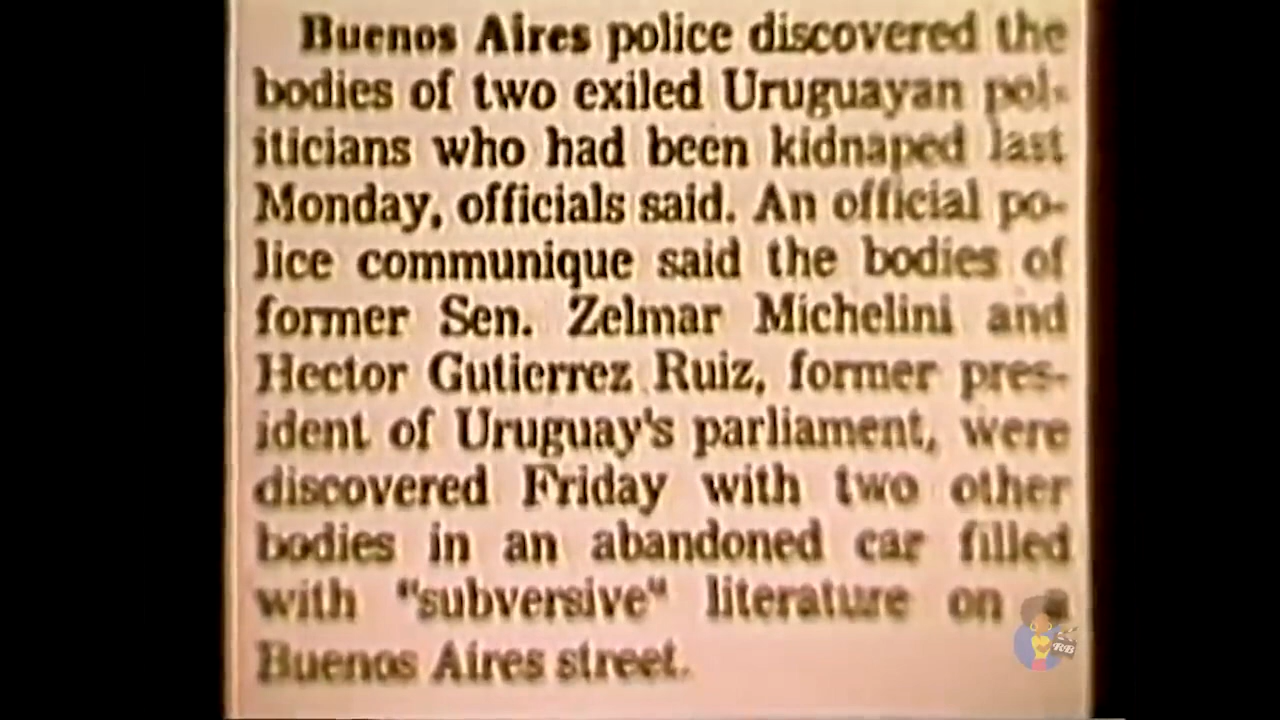 Buenos Aires police discovered the
bodies of two exiled Uruguayan pol-
iticians who had been kidnaped last
Monday, officials said. An official po-
lice communique said the bodies of
former Sen. Zelmar Michelini and
Hector Gutierrez Ruiz, former pres-
ident of Uruguay's parliament, were
discovered Friday with two other
bodies in an abandoned car filled
with "subversive" literature on a
Buenos Aires street.
RB